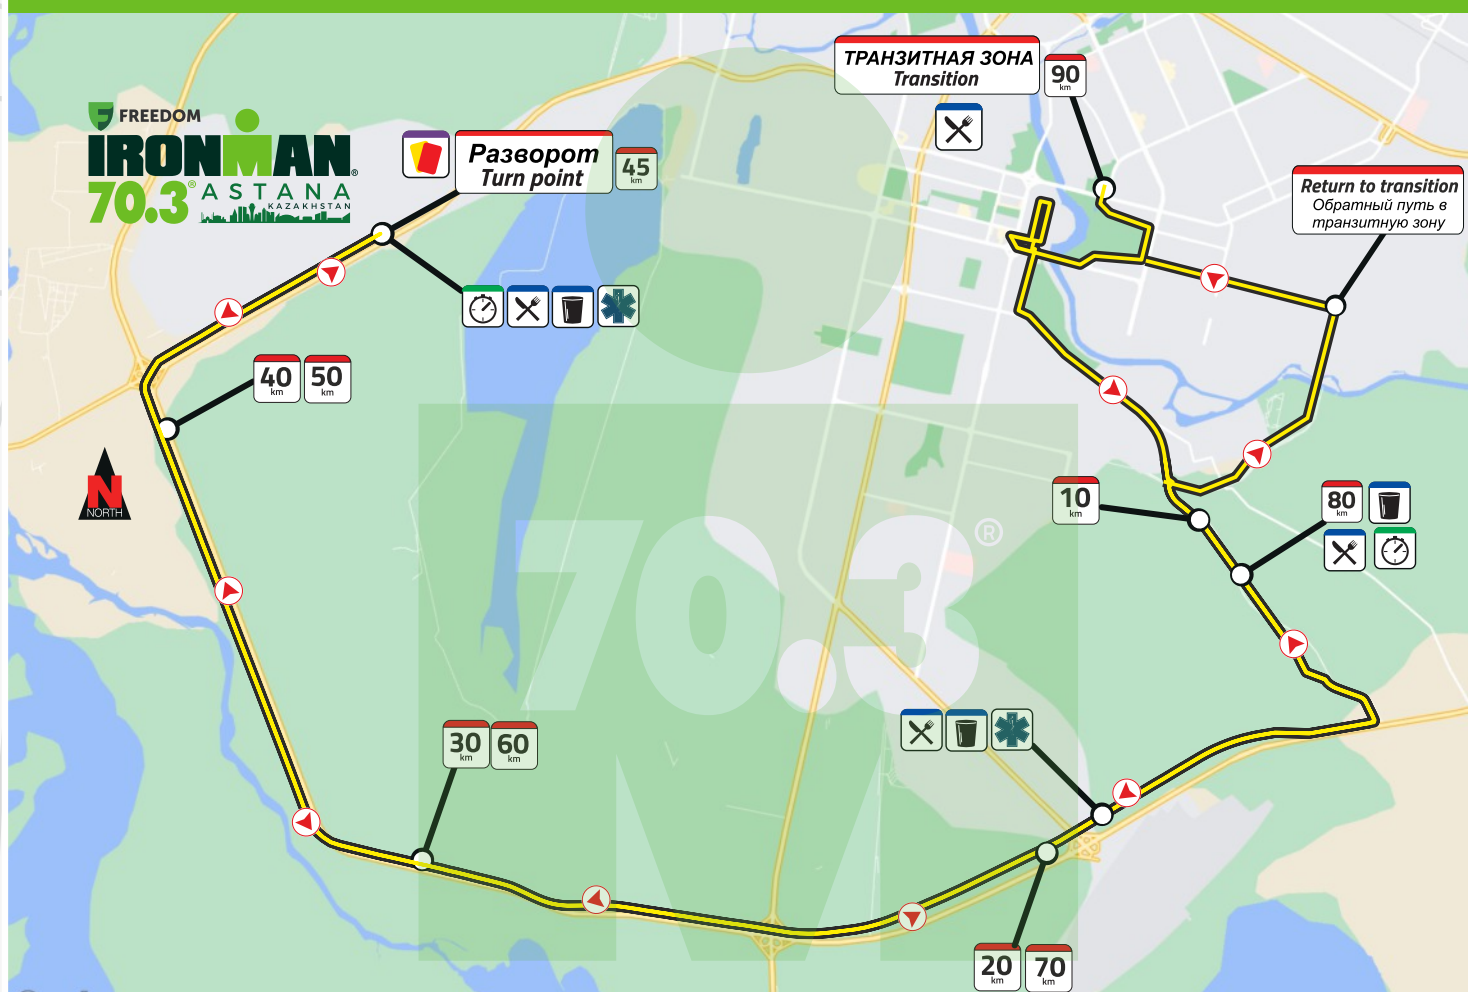 ТРАНЗИТНАЯ ЗОНА
Transition
90
km
FREEDOM
IRONMAN®
70.3® ASTANA
KAZAKHSTAN
Разворот
Turn point
45
km
Return to transition
Обратный путь в
транзитную зону
40
km
50
km
N
NORTH
10
km
80
km
70.3®
30
km
60
km
20
km
70
km